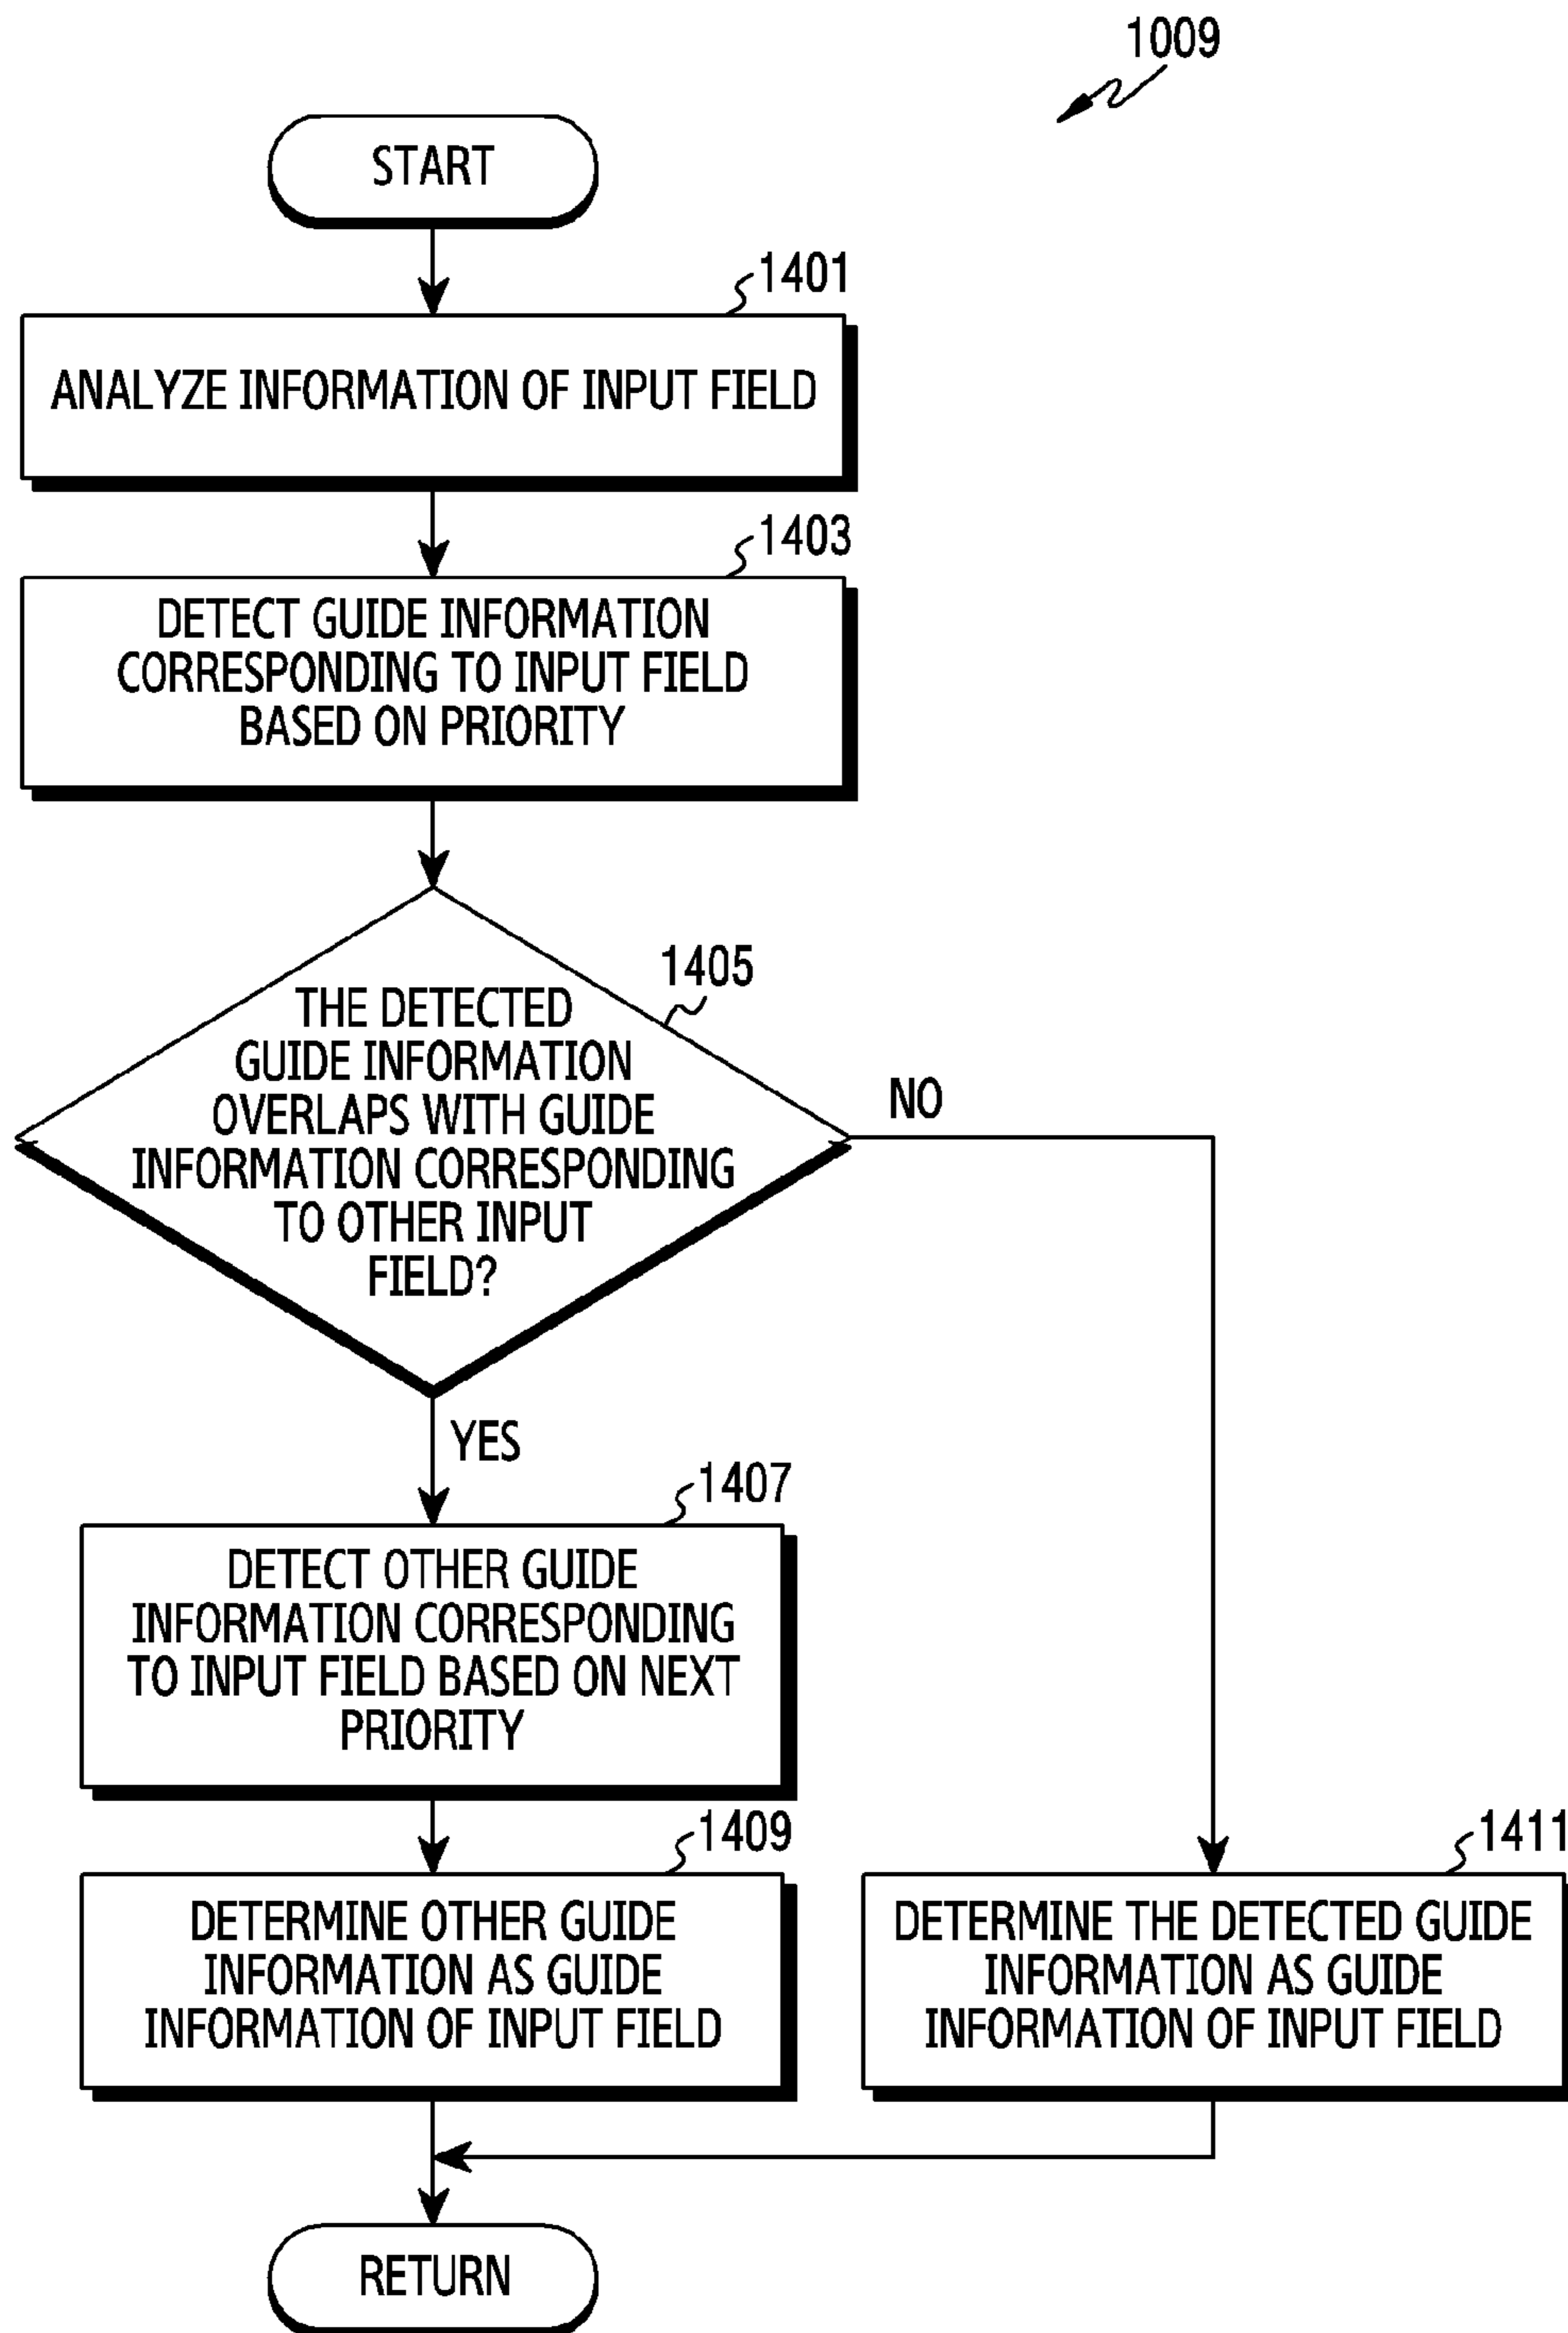 1009
START
1401
ANALYZE INFORMATION OF INPUT FIELD
1403
DETECT GUIDE INFORMATION
CORRESPONDING TO INPUT FIELD
BASED ON PRIORITY
1405
THE DETECTED
GUIDE INFORMATION
OVERLAPS WITH GUIDE
INFORMATION CORRESPONDING
TO OTHER INPUT
FIELD?
NO
YES
1407
DETECT OTHER GUIDE
INFORMATION CORRESPONDING
TO INPUT FIELD BASED ON NEXT
PRIORITY
1409
DETERMINE OTHER GUIDE
INFORMATION AS GUIDE
INFORMATION OF INPUT FIELD
1411
DETERMINE THE DETECTED GUIDE
INFORMATION AS GUIDE
INFORMATION OF INPUT FIELD
RETURN